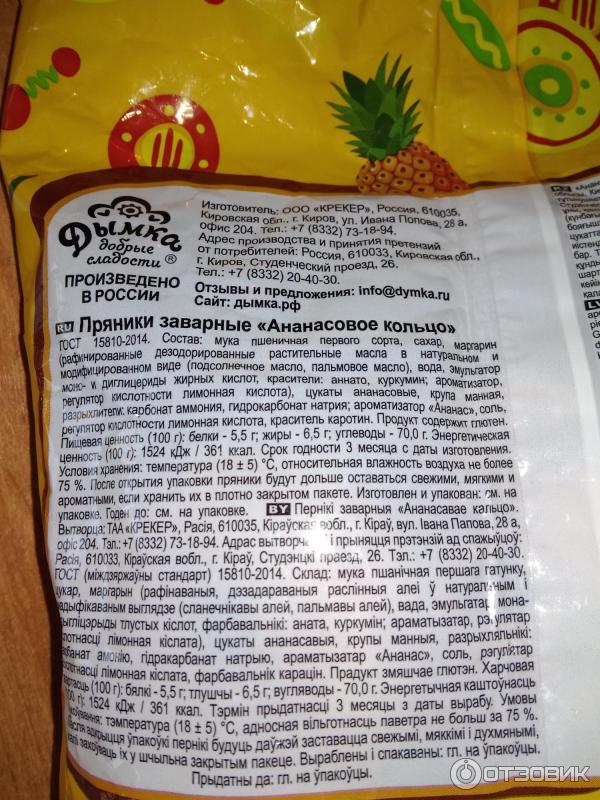 Дымка
добрые
сладости ®
ПРОИЗВЕДЕНО
В РОССИИ
Изготовитель: ООО «КРЕКЕР», Россия, 610035,
Кировская обл., г. Киров, ул. Ивана Попова, 28 а,
офис 204. Тел.: +7 (8332) 73-18-94.
Адрес производства и принятия претензий
от потребителей: Россия, 610033, Кировская обл.,
г. Киров, Студенческий проезд, 26.
Тел.: +7 (8332) 20-40-30.
Отзывы и предложения: info@dymka.ru
Сайт: дымка.рф
RU Пряники заварные «Ананасовое кольцо»
ГОСТ 15810-2014. Состав: мука пшеничная первого сорта, сахар, маргарин
(рафинированные дезодорированные растительные масла в натуральном и
модифицированном виде (подсолнечное масло, пальмовое масло), вода, эмульгатор
моно- и диглицериды жирных кислот, красители: аннато, куркумин; ароматизатор,
регулятор кислотности лимонная кислота), цукаты ананасовые, крупа манная,
разрыхлители: карбонат аммония, гидрокарбонат натрия; ароматизатор «Ананас», соль,
регулятор кислотности лимонная кислота, краситель каротин. Продукт содержит глютен.
Пищевая ценность (100 г): белки - 5,5 г; жиры - 6,5 г; углеводы - 70,0 г. Энергетическая
ценность (100 г): 1524 кДж / 361 ккал. Срок годности 3 месяца с даты изготовления.
Условия хранения: температура (18 ± 5) °С, относительная влажность воздуха не более
75 %. После открытия упаковки пряники будут дольше оставаться свежими, мягкими и
ароматными, если хранить их в плотно закрытом пакете. Изготовлен и упакован: см. на
упаковке. Годен до: см. на упаковке. BY Пернікі заварныя «Ананасавае кальцо».
Вытворца: ТАА «КРЕКЕР», Расія, 610035, Кіраўская вобл., г. Кіраў, вул. Івана Папова, 28 а,
офіс 204. Тэл.: +7 (8332) 73-18-94. Адрас вытворчасці і прыняцця прэтэнзій ад спажыўцоў:
Расія, 610033, Кіраўская вобл., г. Кіраў, Студэнцкі праезд, 26. Тэл.: +7 (8332) 20-40-30.
ГОСТ (міждзяржаўны стандарт) 15810-2014. Склад: мука пшанічная першага гатунку,
цукар, маргарын (рафінаваныя, дэзадараваныя раслінныя алеі ў натуральным і
мадыфікаваным выглядзе (сланечнікавы алей, пальмавы алей), вада, эмульгатар мона-
дыгліцэрыды тлустых кіслот, фарбавальнікі: аната, куркумін; араматызатар, рэгулятар
кіслотнасці лімонная кіслата), цукаты ананасавыя, крупы манныя, разрыхляльнікі:
карбанат амонію, гідракарбанат натрыю, араматызатар «Ананас», соль, рэгулятар
кіслотнасці лімонная кіслата, фарбавальнік карацін. Прадукт змяшчае глютэн. Харчовая
вартасць (100 г): бялкі - 5,5 г; тлушчы - 6,5 г; вугляводы - 70,0 г. Энергетычная каштоўнасць
(100 г): 1524 кДж / 361 ккал. Тэрмін прыдатнасці 3 месяцы з даты вырабу. Умовы
захоўвання: тэмпература (18 ± 5) °С, адносная вільготнасць паветра не больш за 75 %.
Пасля адкрыцця ўпакоўкі пернікі будуць даўжэй заставацца свежымі, мяккімі і духмянымі,
калі захоўваць іх у шчыльна закрытым пакеце. Выраблены і спакаваны: гл. на ўпакоўцы.
Прыдатны да: гл. на ўпакоўцы.
ОТЗОВИК